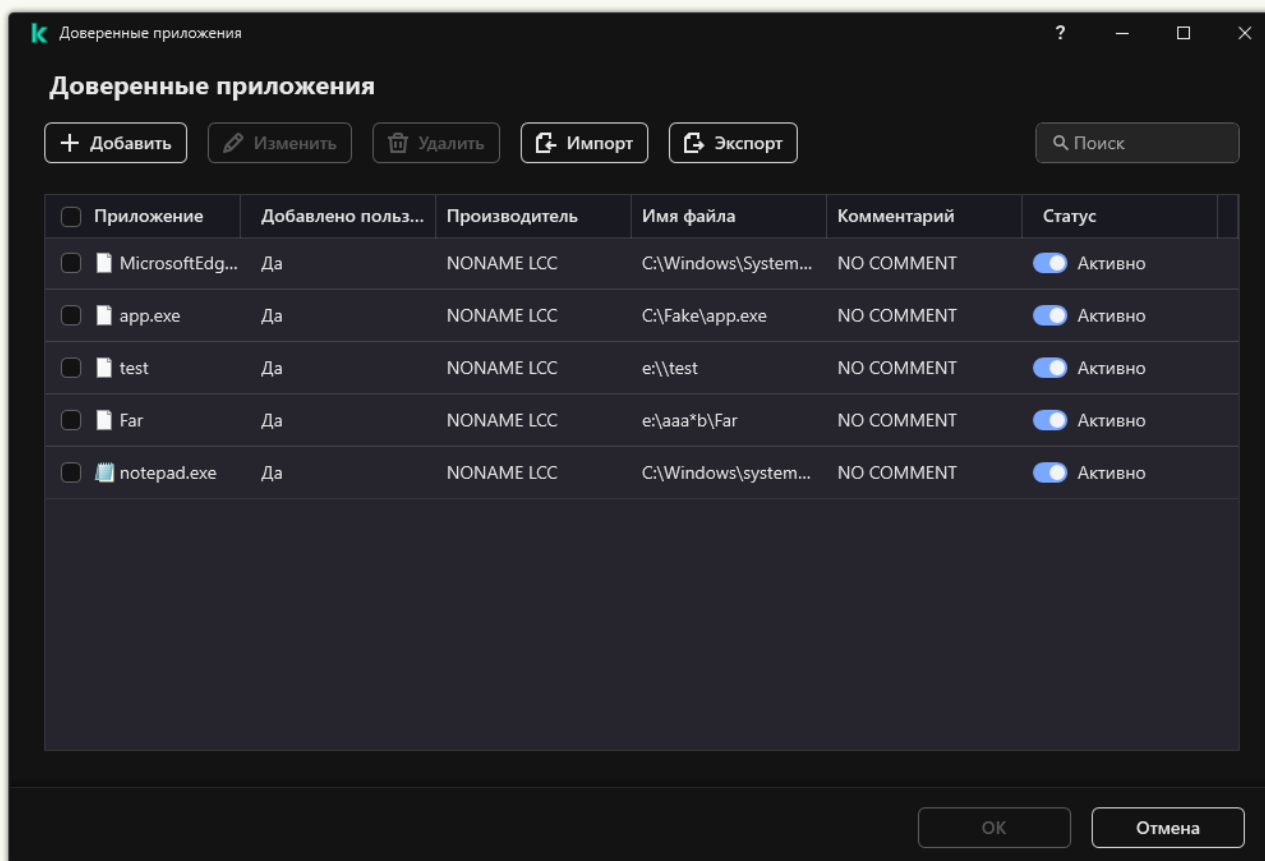 Доверенные приложения ?
Доверенные приложения
Добавить Изменить Удалить Импорт Экспорт Поиск
Приложение Добавлено польз... Производитель Имя файла Комментарий Статус
MicrosoftEdg... Да NONAME LCC C:\Windows\System... NO COMMENT Активно
app.exe Да NONAME LCC C:\Fake\app.exe NO COMMENT Активно
test Да NONAME LCC e:\\test NO COMMENT Активно
Far Да NONAME LCC e:\aaa*b\Far NO COMMENT Активно
notepad.exe Да NONAME LCC C:\Windows\system... NO COMMENT Активно
ОК Отмена